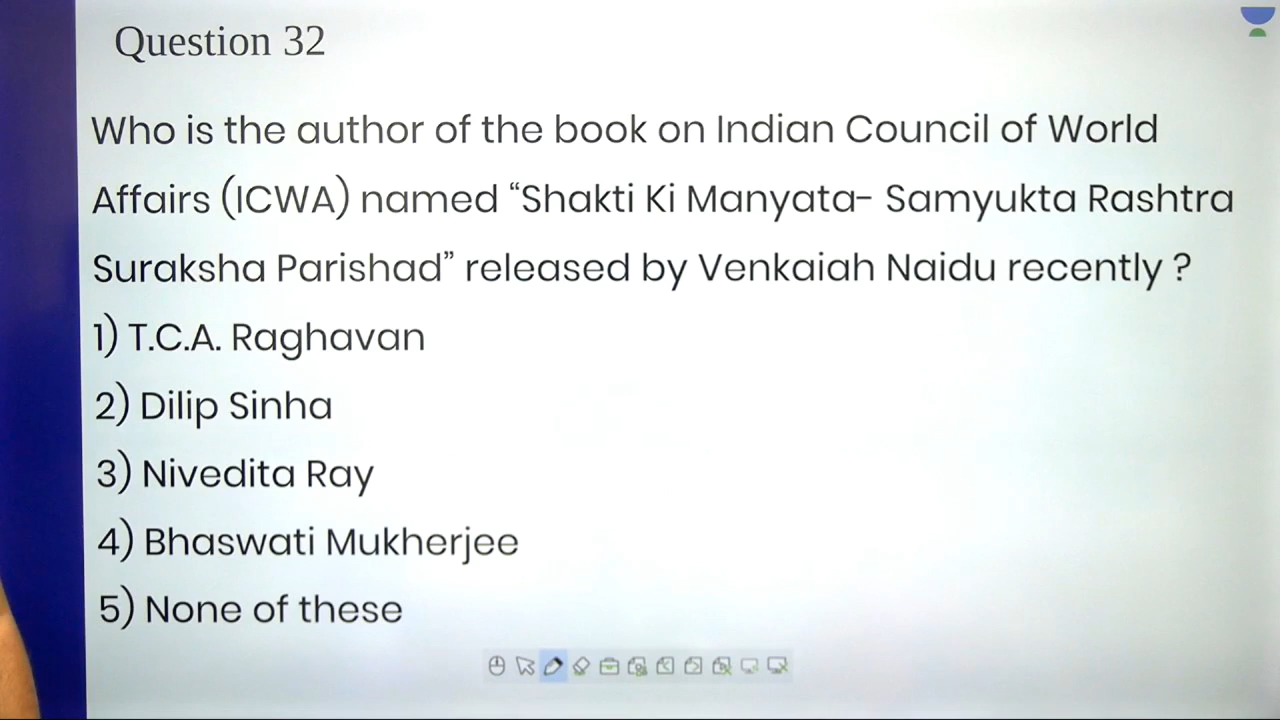 Question 32
Who is the author of the book on Indian Council of World
Affairs (ICWA) named “Shakti Ki Manyata- Samyukta Rashtra
Suraksha Parishad” released by Venkaiah Naidu recently ?
1) T.C.A. Raghavan
2) Dilip Sinha
3) Nivedita Ray
4) Bhaswati Mukherjee
5) None of these